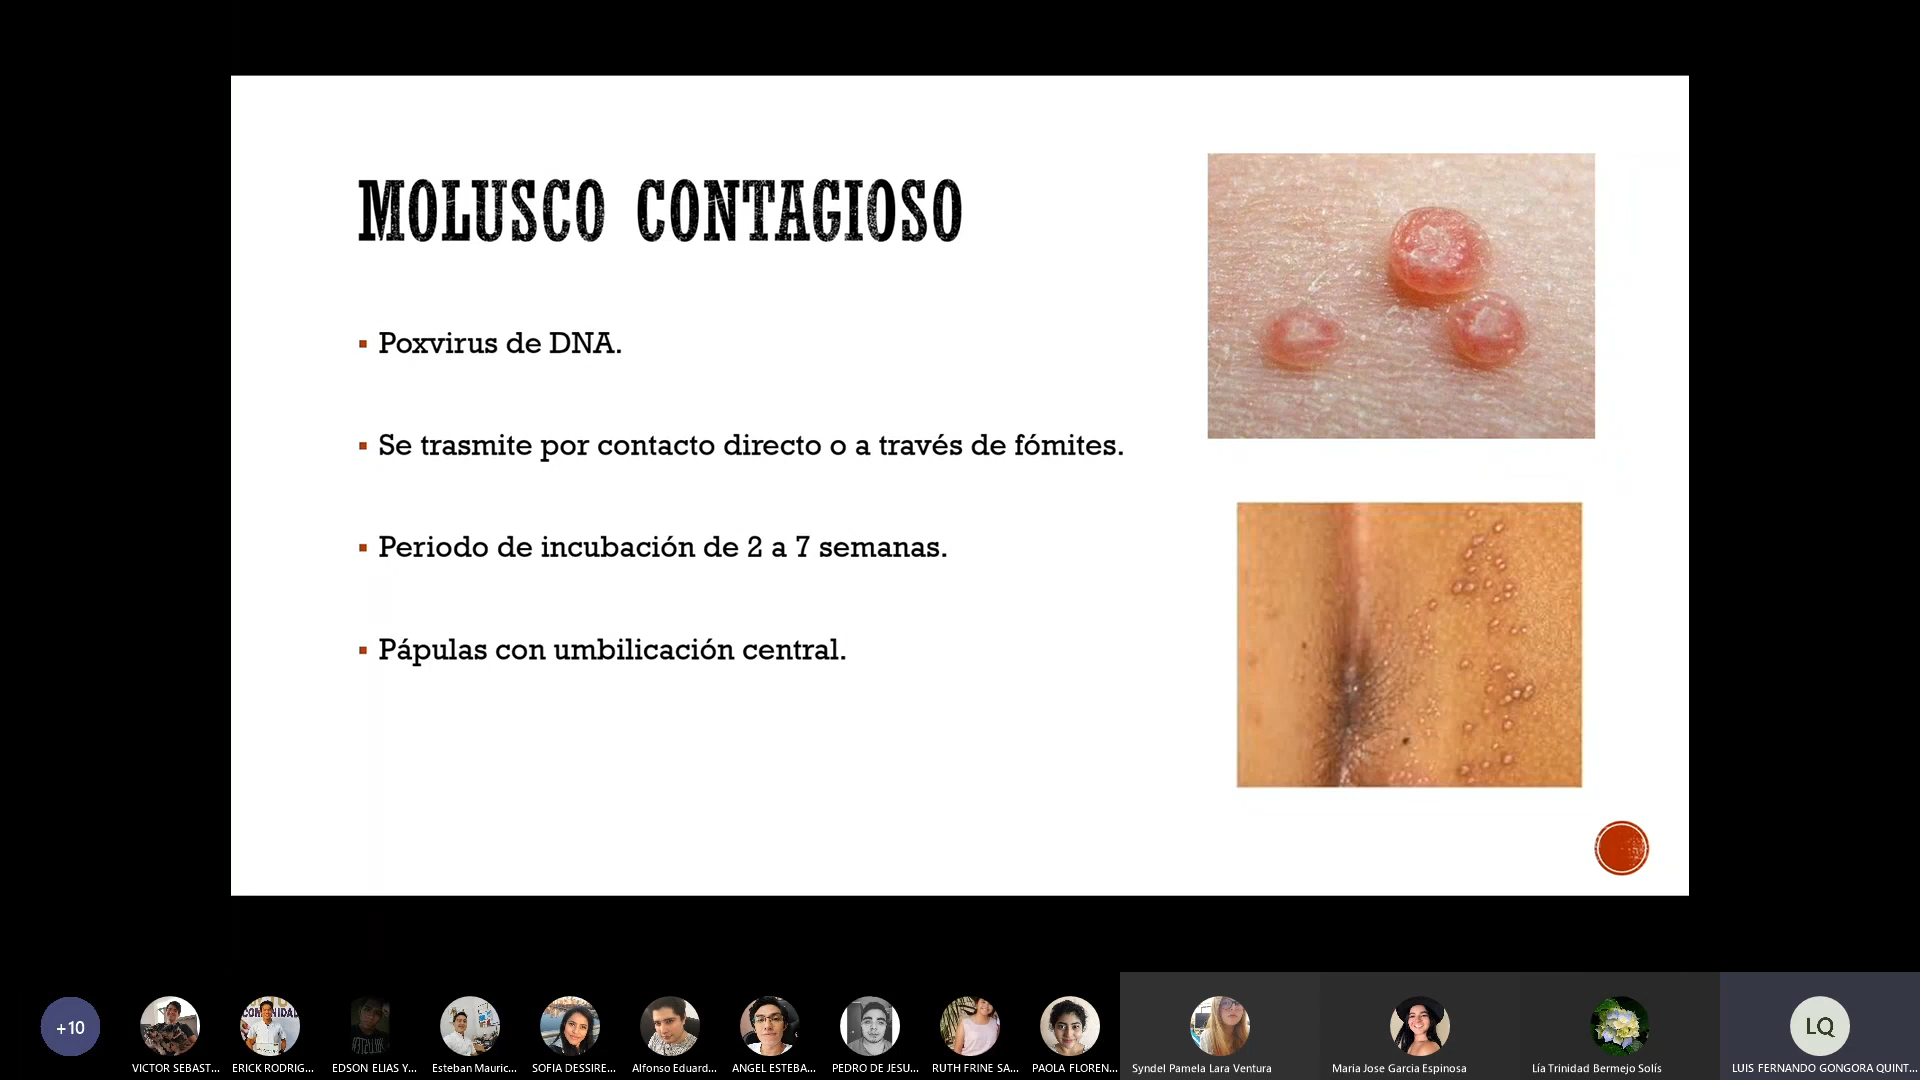 MOLUSCO CONTAGIOSO
Poxvirus de DNA.
Se trasmite por contacto directo o a través de fómites.
Periodo de incubación de 2 a 7 semanas.
Pápulas con umbilicación central.
+10
VICTOR SEBAST...
ERICK RODRIG...
EDSON ELIAS Y...
Esteban Mauric...
SOFIA DESSIRE...
Alfonso Eduard...
ANGEL ESTEBA...
PEDRO DE JESU...
RUTH FRINE SA...
PAOLA FLOREN...
Syndel Pamela Lara Ventura
Maria Jose Garcia Espinosa
Lía Trinidad Bermejo Solís
LQ
LUIS FERNANDO GONGORA QUINT...